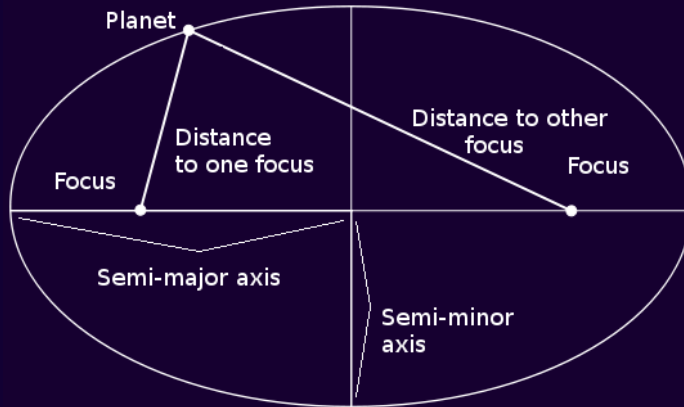 Planet
Distance to other
focus
Distance
to one focus
Focus
Focus
Semi-major axis
Semi-minor
axis